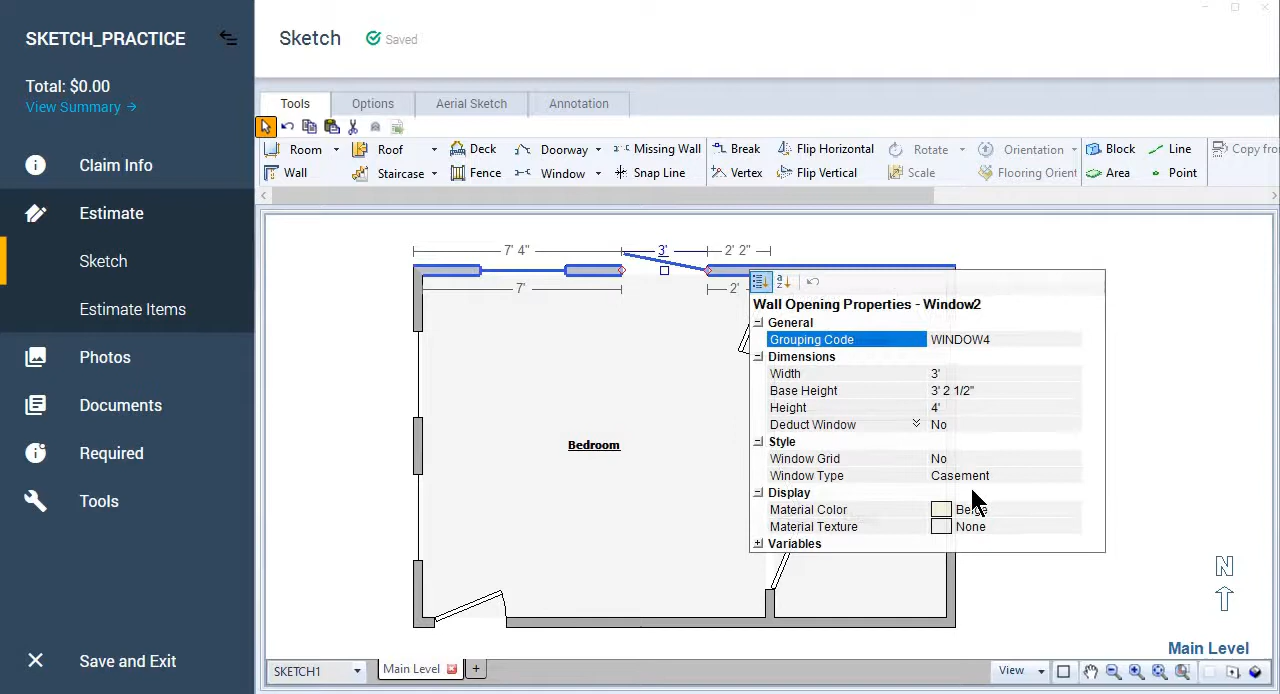 SKETCH_PRACTICE
Total: $0.00
View Summary →
Claim Info
Estimate
Sketch
Estimate Items
Photos
Documents
Required
Tools
Save and Exit
Sketch
Saved
Tools
Options
Aerial Sketch
Annotation
Room
Roof
Deck
Doorway
Missing Wall
Break
Flip Horizontal
Rotate
Orientation
Block
Line
Copy fro
Wall
Staircase
Fence
Window
Snap Line
Vertex
Flip Vertical
Scale
Flooring Orient
Area
Point
7' 4"
3'
2' 2"
7'
2'
Bedroom
Wall Opening Properties - Window2
General
Grouping Code WINDOW4
Dimensions
Width 3'
Base Height 3' 2 1/2"
Height 4'
Deduct Window No
Style
Window Grid No
Window Type Casement
Display
Material Color Beige
Material Texture None
Variables
N
Main Level
SKETCH1
Main Level
+
View